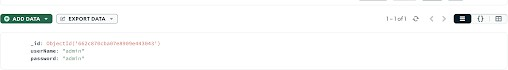 ADD DATA
EXPORT DATA
1 – 1 of 1
_id:
userName: "admin"
password: "admin"